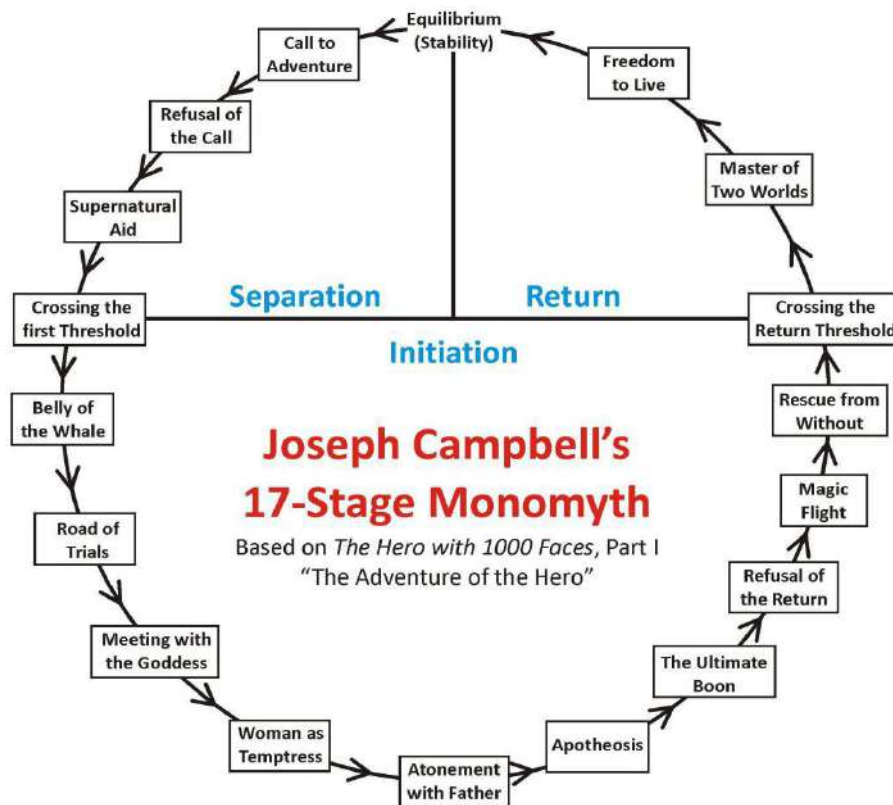 Equilibrium
(Stability)
Call to
Adventure
Refusal of
the Call
Supernatural
Aid
Crossing the
first Threshold
Belly of
the Whale
Road of
Trials
Meeting with
the Goddess
Woman as
Temptress
Atonement
with Father
Apotheosis
The Ultimate
Boon
Refusal of
the Return
Magic
Flight
Rescue from
Without
Crossing the
Return Threshold
Master of
Two Worlds
Freedom
to Live
Separation
Return
Initiation
Joseph Campbell’s
17-Stage Monomyth
Based on The Hero with 1000 Faces, Part I
“The Adventure of the Hero”